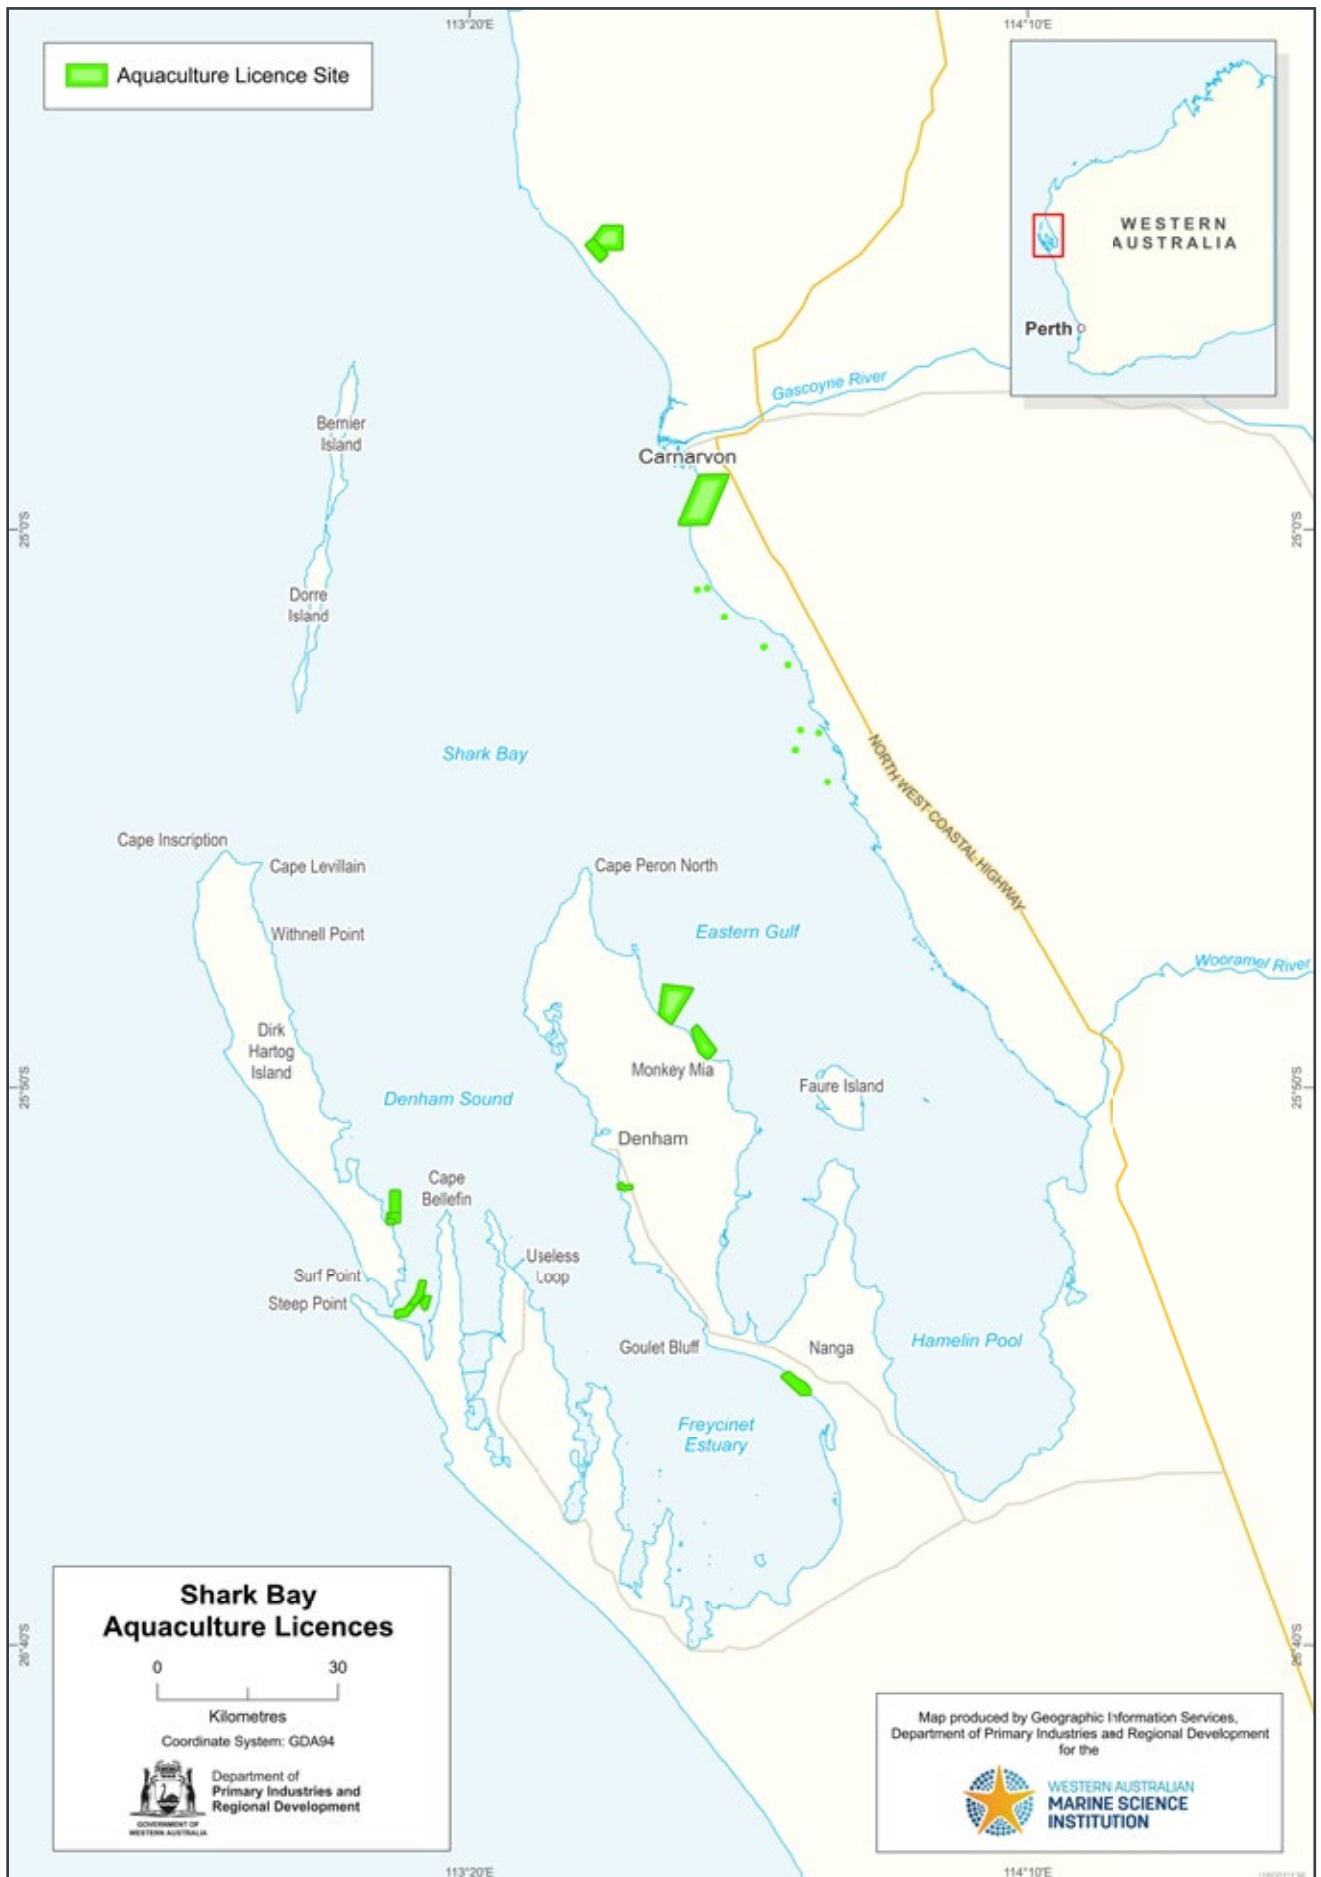 113°20'E
114°10'E
Aquaculture Licence Site
WESTERN
AUSTRALIA
Perth
Gascoyne River
Bernier
Island
Carnarvon
25°0'S
25°0'S
Dorre
Island
Shark Bay
NORTH WEST COASTAL HIGHWAY
Cape Inscription
Cape Levillain
Cape Peron North
Withnell Point
Eastern Gulf
Wooramel River
Dirk
Hartog
Island
Monkey Mia
Faure Island
25°50'S
25°50'S
Denham Sound
Denham
Cape
Bellefin
Useless
Loop
Surf Point
Steep Point
Goulet Bluff
Nanga
Hamelin Pool
Freycinet
Estuary
26°40'S
26°40'S
Shark Bay
Aquaculture Licences
0 30
Kilometres
Coordinate System: GDA94
Department of
Primary Industries and
Regional Development
GOVERNMENT OF
WESTERN AUSTRALIA
Map produced by Geographic Information Services,
Department of Primary Industries and Regional Development
for the
WESTERN AUSTRALIAN
MARINE SCIENCE
INSTITUTION
113°20'E
114°10'E